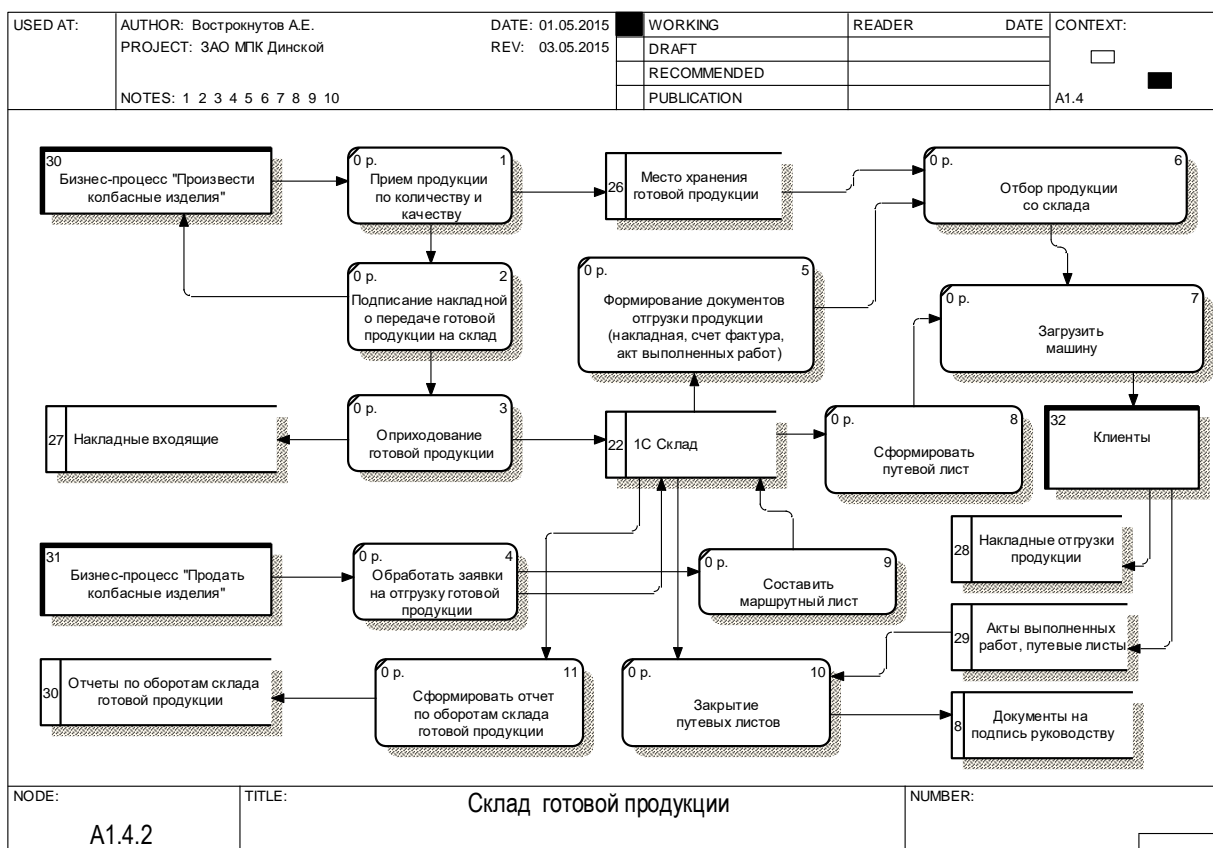 USED AT:
AUTHOR: Вострокнутов А.Е.
DATE: 01.05.2015
PROJECT: ЗАО МПК Динской
REV: 03.05.2015
NOTES: 1 2 3 4 5 6 7 8 9 10
WORKING
DRAFT
RECOMMENDED
PUBLICATION
READER
DATE
CONTEXT:
A1.4
30
Бизнес-процесс "Произвести
колбасные изделия"
0 р.
1
Прием продукции
по количеству и
качеству
26
Место хранения
готовой продукции
0 р.
6
Отбор продукции
со склада
0 р.
2
Подписание накладной
о передаче готовой
продукции на склад
0 р.
5
Формирование документов
отгрузки продукции
(накладная, счет фактура,
акт выполненных работ)
0 р.
7
Загрузить
машину
27
Накладные входящие
0 р.
3
Оприходование
готовой продукции
22
1С Склад
0 р.
8
Сформировать
путевой лист
32
Клиенты
31
Бизнес-процесс "Продать
колбасные изделия"
0 р.
4
Обработать заявки
на отгрузку готовой
продукции
0 р.
9
Составить
маршрутный лист
28
Накладные отгрузки
продукции
29
Акты выполненных
работ, путевые листы
30
Отчеты по оборотам склада
готовой продукции
0 р.
11
Сформировать отчет
по оборотам склада
готовой продукции
0 р.
10
Закрытие
путевых листов
8
Документы на
подпись руководству
NODE:
A1.4.2
TITLE:
Склад готовой продукции
NUMBER: